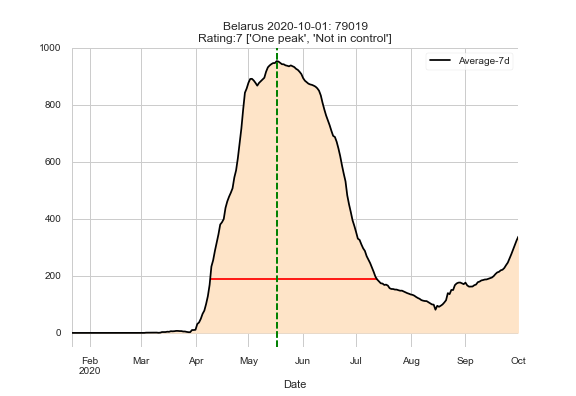 Belarus 2020-10-01: 79019
Rating:7 ['One peak', 'Not in control']
Average-7d
1000
800
600
400
200
0
Feb Mar Apr May Jun Jul Aug Sep Oct
2020
Date